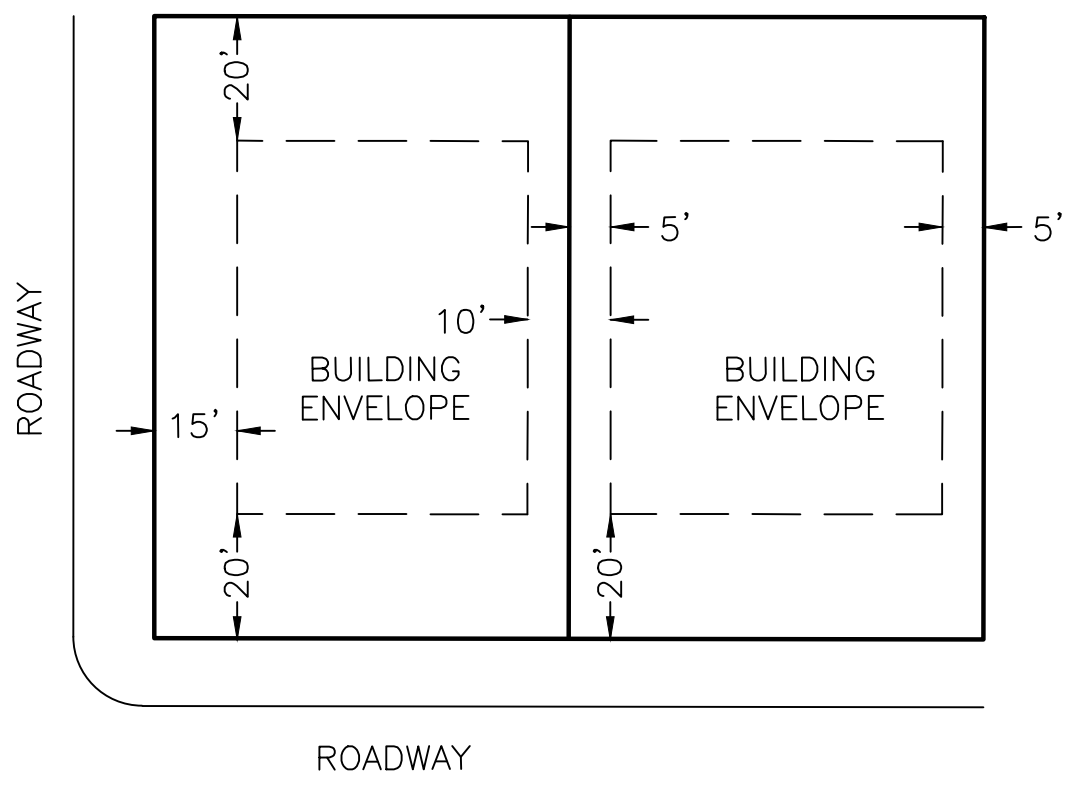 20'
5'
5'
10'
BUILDING
ENVELOPE
BUILDING
ENVELOPE
ROADWAY
15'
20'
20'
ROADWAY